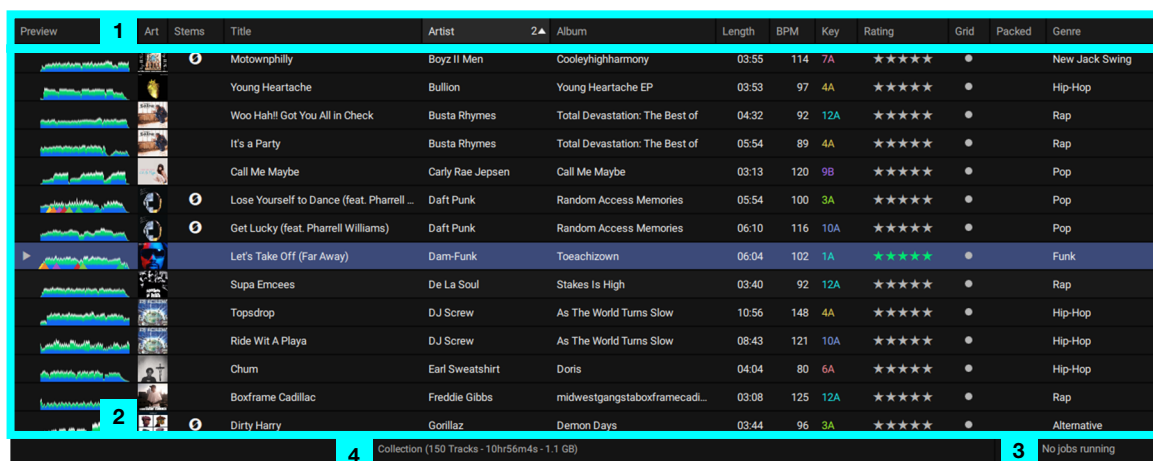 Preview 1 Art Stems Title Artist 2▲ Album Length BPM Key Rating Grid Packed Genre
Motownphilly Boyz II Men Cooleyhighharmony 03:55 114 7A ★★★★★ New Jack Swing
Young Heartache Bullion Young Heartache EP 03:53 97 4A ★★★★★ Hip-Hop
Woo Hah!! Got You All in Check Busta Rhymes Total Devastation: The Best of 04:32 92 12A ★★★★★ Rap
It's a Party Busta Rhymes Total Devastation: The Best of 05:54 89 4A ★★★★★ Rap
Call Me Maybe Carly Rae Jepsen Call Me Maybe 03:13 120 9B ★★★★★ Pop
Lose Yourself to Dance (feat. Pharrell ... Daft Punk Random Access Memories 05:54 100 3A ★★★★★ Pop
Get Lucky (feat. Pharrell Williams) Daft Punk Random Access Memories 06:10 116 10A ★★★★★ Pop
Let's Take Off (Far Away) Dam-Funk Toeachizown 06:04 102 1A ★★★★★ Funk
Supa Emcees De La Soul Stakes Is High 03:40 92 12A ★★★★★ Rap
Topsdrop DJ Screw As The World Turns Slow 10:56 148 4A ★★★★★ Hip-Hop
Ride Wit A Playa DJ Screw As The World Turns Slow 08:43 121 10A ★★★★★ Hip-Hop
Chum Earl Sweatshirt Doris 04:04 80 6A ★★★★★ Hip-Hop
Boxframe Cadillac Freddie Gibbs midwestgangstaboxframecadi... 03:08 125 12A ★★★★★ Rap
2 Dirty Harry Gorillaz Demon Days 03:44 96 3A ★★★★★ Alternative
4 Collection (150 Tracks - 10hr56m4s - 1.1 GB) 3 No jobs running